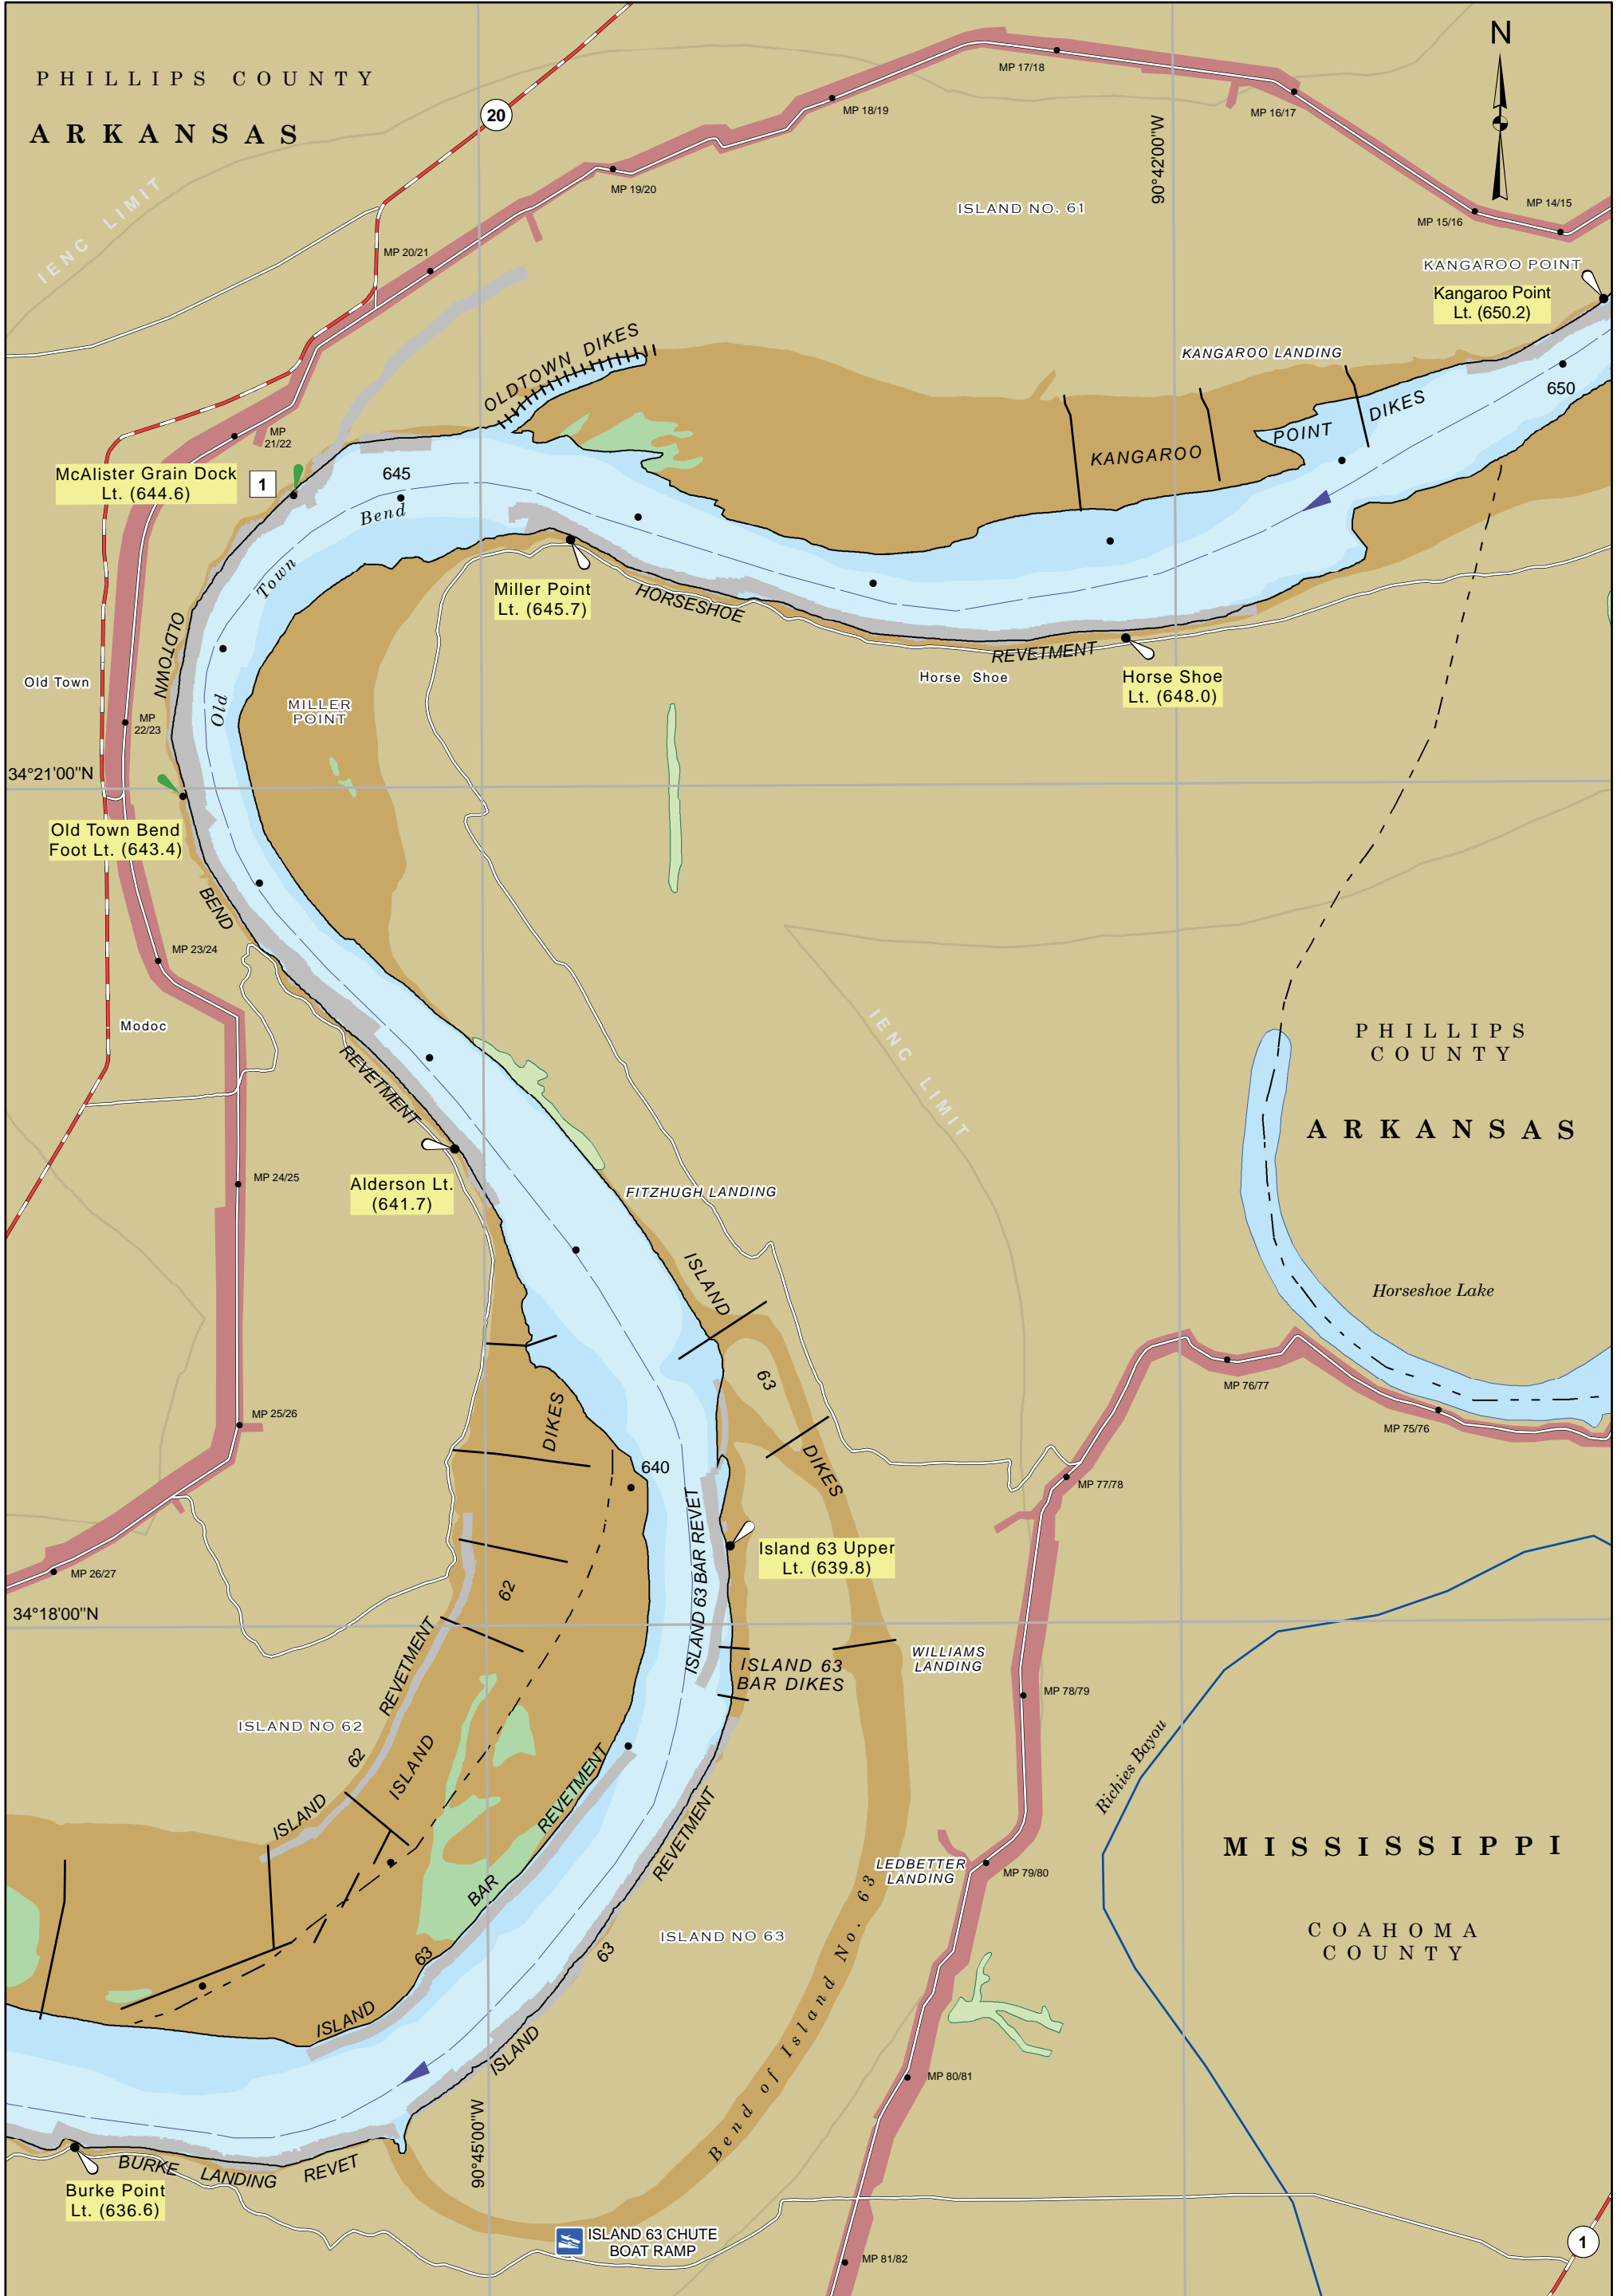 PHILLIPS COUNTY
ARKANSAS
IENC LIMIT
20
N
MP 17/18
MP 18/19
MP 16/17
MP 19/20
90°42'00"W
MP 14/15
MP 15/16
ISLAND NO. 61
MP 20/21
KANGAROO POINT
Kangaroo Point
Lt. (650.2)
OLDTOWN DIKES
KANGAROO LANDING
650
KANGAROO POINT DIKES
MP
21/22
McAlister Grain Dock
Lt. (644.6)
1
645
Old Town Bend
Miller Point
Lt. (645.7)
HORSESHOE REVETMENT
Horse Shoe
Horse Shoe
Lt. (648.0)
Old Town
MILLER
POINT
MP
22/23
OLDTOWN BEND REVETMENT
34°21'00"N
Old Town Bend
Foot Lt. (643.4)
MP 23/24
Modoc
IENC LIMIT
PHILLIPS
COUNTY
ARKANSAS
MP 24/25
Alderson Lt.
(641.7)
FITZHUGH LANDING
Horseshoe Lake
ISLAND 63 DIKES
MP 76/77
MP 75/76
MP 25/26
640
MP 77/78
ISLAND 63 BAR REVET
Island 63 Upper
Lt. (639.8)
MP 26/27
34°18'00"N
ISLAND 62 DIKES
WILLIAMS
LANDING
ISLAND 63
BAR DIKES
MP 78/79
ISLAND NO 62
ISLAND 62 REVETMENT
Richies Bayou
ISLAND 63 BAR REVETMENT
ISLAND 63 REVETMENT
MISSISSIPPI
LEDBETTER
LANDING
MP 79/80
ISLAND NO 63
COAHOMA
COUNTY
Bend of Island No. 63
MP 80/81
90°45'00"W
BURKE LANDING REVET
Burke Point
Lt. (636.6)
ISLAND 63 CHUTE
BOAT RAMP
MP 81/82
1